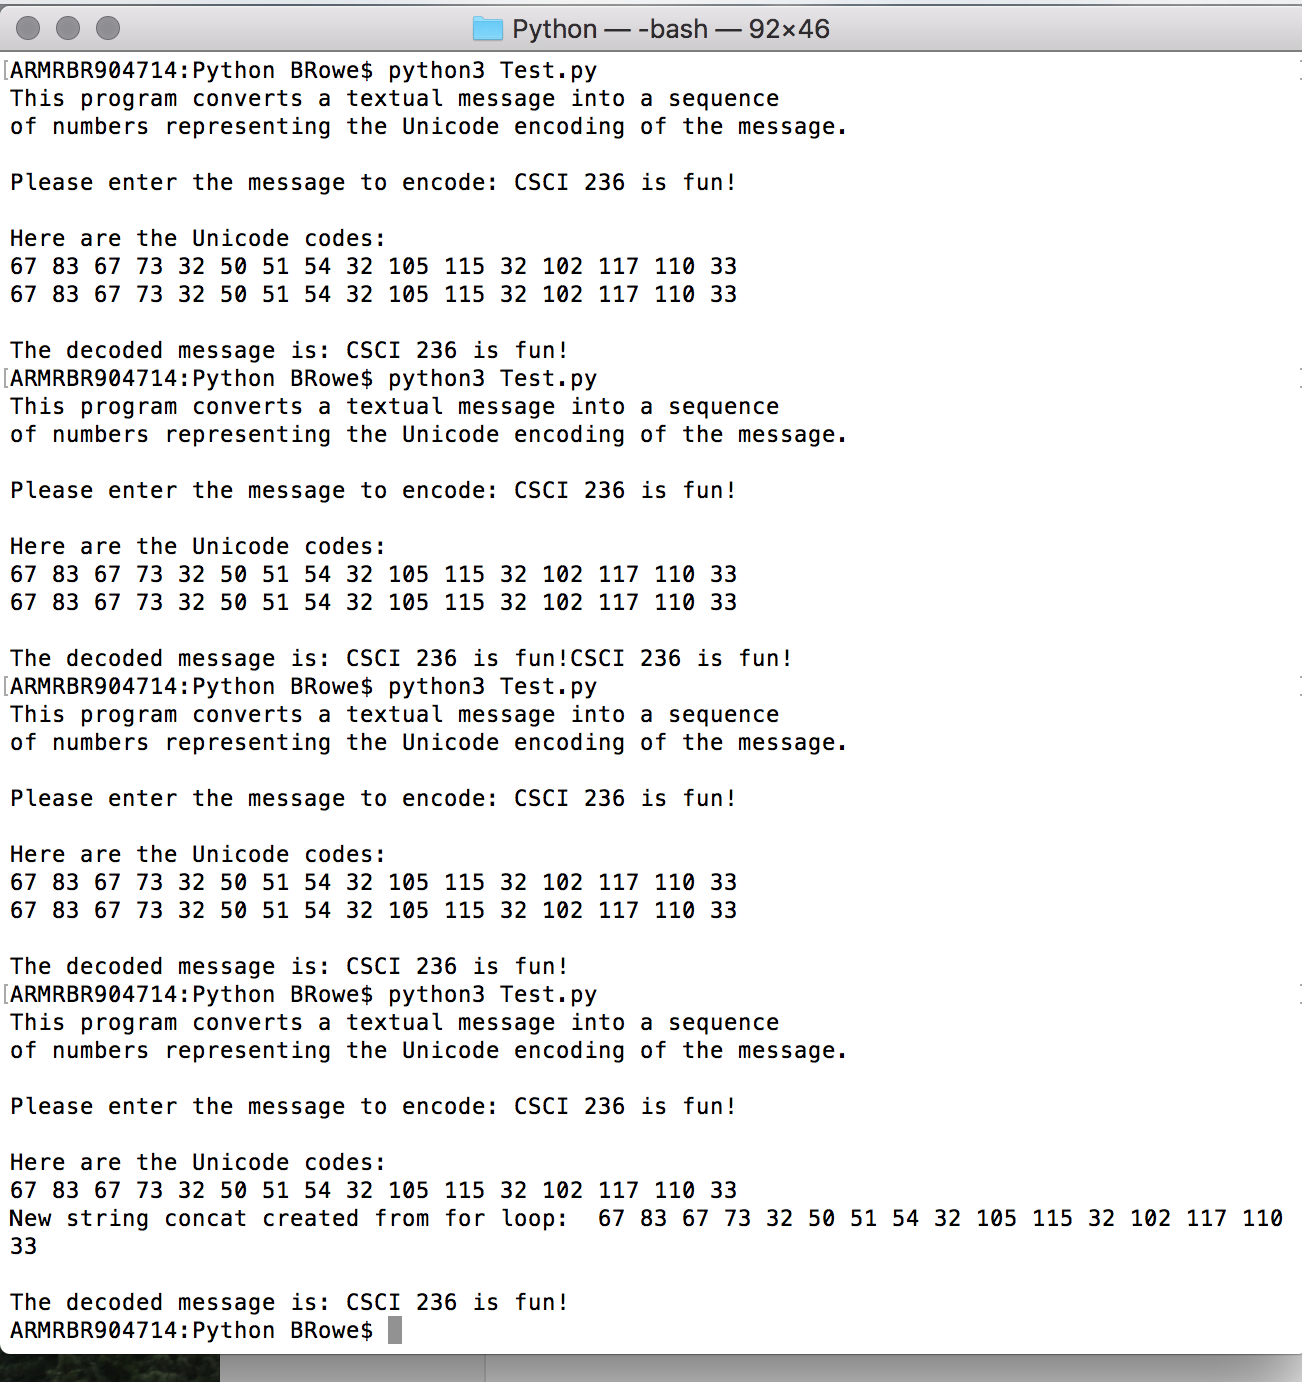 Python — -bash — 92×46
ARMRBR904714:Python BRowe$ python3 Test.py
This program converts a textual message into a sequence
of numbers representing the Unicode encoding of the message.
Please enter the message to encode: CSCI 236 is fun!
Here are the Unicode codes:
67 83 67 73 32 50 51 54 32 105 115 32 102 117 110 33
67 83 67 73 32 50 51 54 32 105 115 32 102 117 110 33
The decoded message is: CSCI 236 is fun!
ARMRBR904714:Python BRowe$ python3 Test.py
This program converts a textual message into a sequence
of numbers representing the Unicode encoding of the message.
Please enter the message to encode: CSCI 236 is fun!
Here are the Unicode codes:
67 83 67 73 32 50 51 54 32 105 115 32 102 117 110 33
67 83 67 73 32 50 51 54 32 105 115 32 102 117 110 33
The decoded message is: CSCI 236 is fun!CSCI 236 is fun!
ARMRBR904714:Python BRowe$ python3 Test.py
This program converts a textual message into a sequence
of numbers representing the Unicode encoding of the message.
Please enter the message to encode: CSCI 236 is fun!
Here are the Unicode codes:
67 83 67 73 32 50 51 54 32 105 115 32 102 117 110 33
67 83 67 73 32 50 51 54 32 105 115 32 102 117 110 33
The decoded message is: CSCI 236 is fun!
ARMRBR904714:Python BRowe$ python3 Test.py
This program converts a textual message into a sequence
of numbers representing the Unicode encoding of the message.
Please enter the message to encode: CSCI 236 is fun!
Here are the Unicode codes:
67 83 67 73 32 50 51 54 32 105 115 32 102 117 110 33
New string concat created from for loop:  67 83 67 73 32 50 51 54 32 105 115 32 102 117 110
33
The decoded message is: CSCI 236 is fun!
ARMRBR904714:Python BRowe$